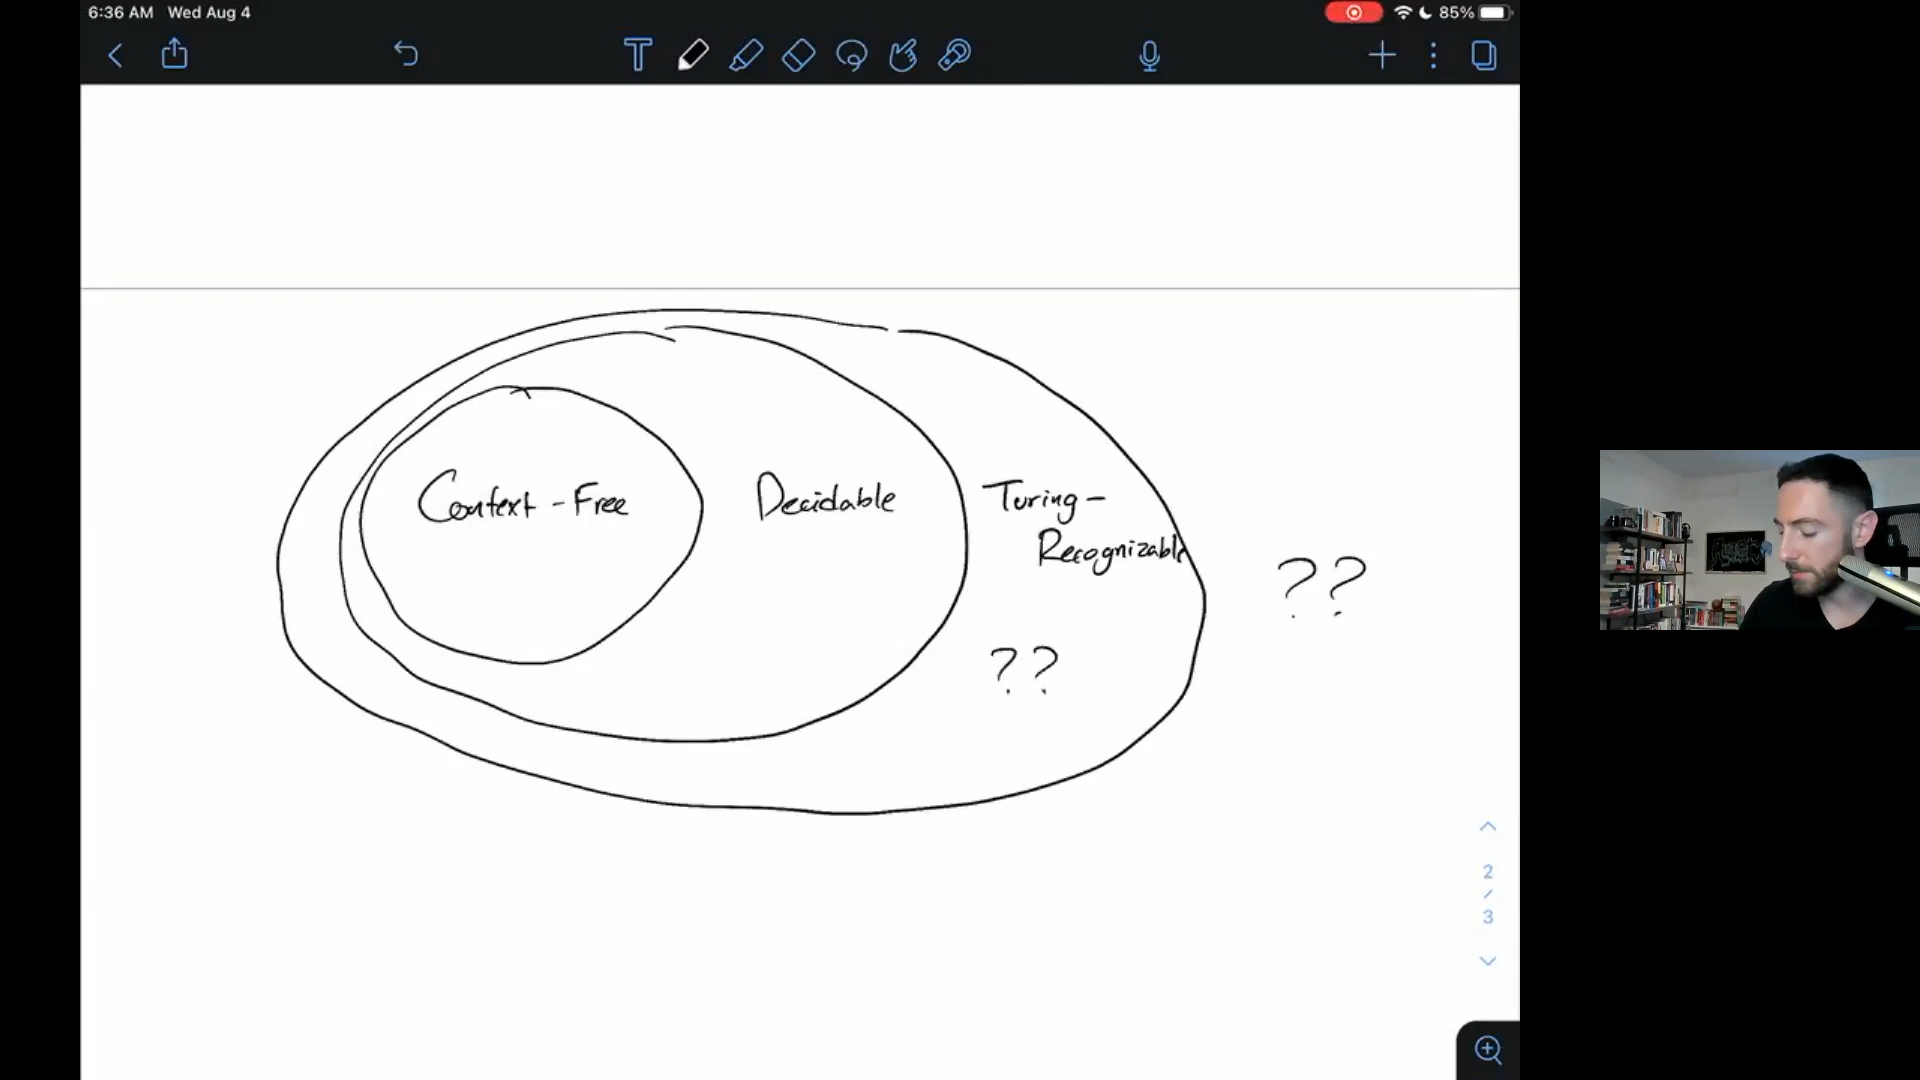 6:36 AM Wed Aug 4
85%
T
Context-Free
Decidable
Turing-
Recognizable
??
??
2
/
3